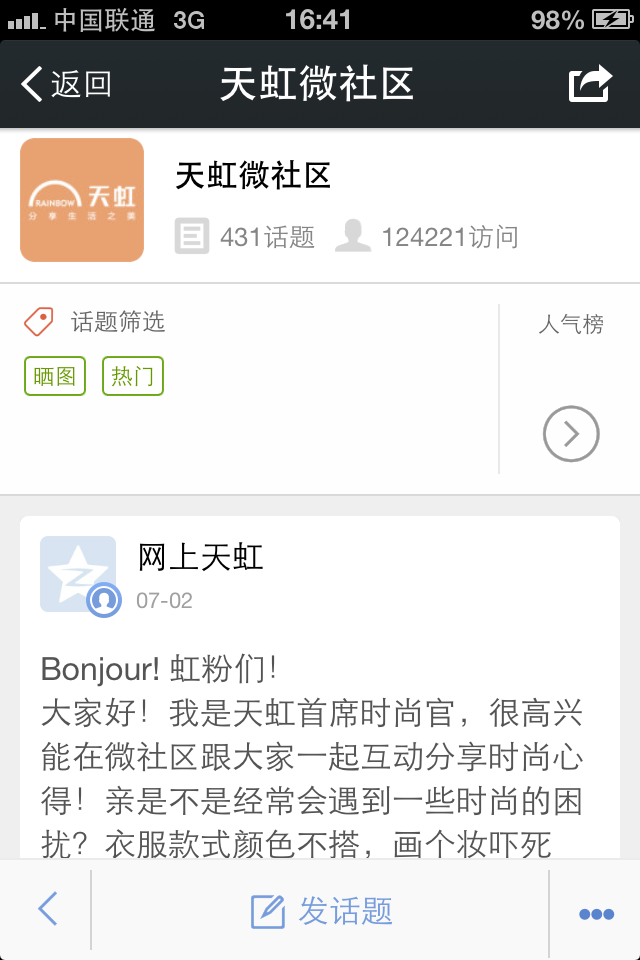 中国联通 3G 16:41 98%
返回 天虹微社区
RAINBOW 天虹
分享生活之美
天虹微社区
431话题 124221访问
话题筛选 人气榜
晒图 热门
网上天虹
07-02
Bonjour! 虹粉们！
大家好！我是天虹首席时尚官，很高兴
能在微社区跟大家一起互动分享时尚心
得！亲是不是经常会遇到一些时尚的困
扰？衣服款式颜色不搭，画个妆吓死
发话题